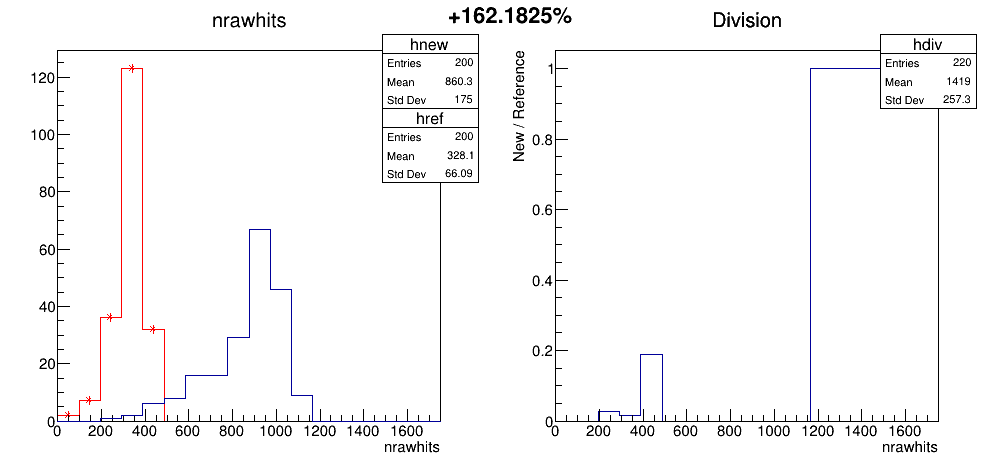 +162.1825%
nrawhits
hnew
Entries 200
Mean 860.3
Std Dev 175
href
Entries 200
Mean 328.1
Std Dev 66.09
120
100
80
60
40
20
0
0 200 400 600 800 1000 1200 1400 1600
nrawhits
Division
hdiv
Entries 220
Mean 1419
Std Dev 257.3
New / Reference
1
0.8
0.6
0.4
0.2
0
0 200 400 600 800 1000 1200 1400 1600
nrawhits